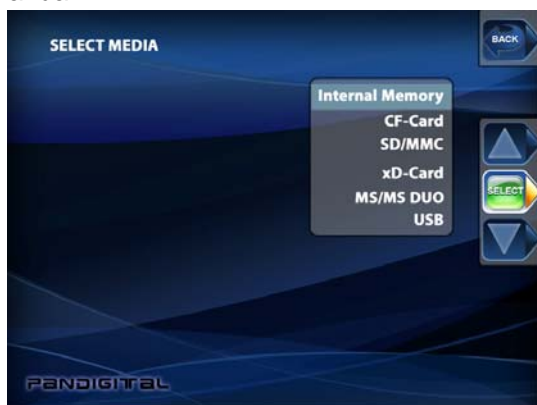 SELECT MEDIA
BACK
Internal Memory
CF-Card
SD/MMC
xD-Card
MS/MS DUO
SELECT
USB
PANDIGITAL